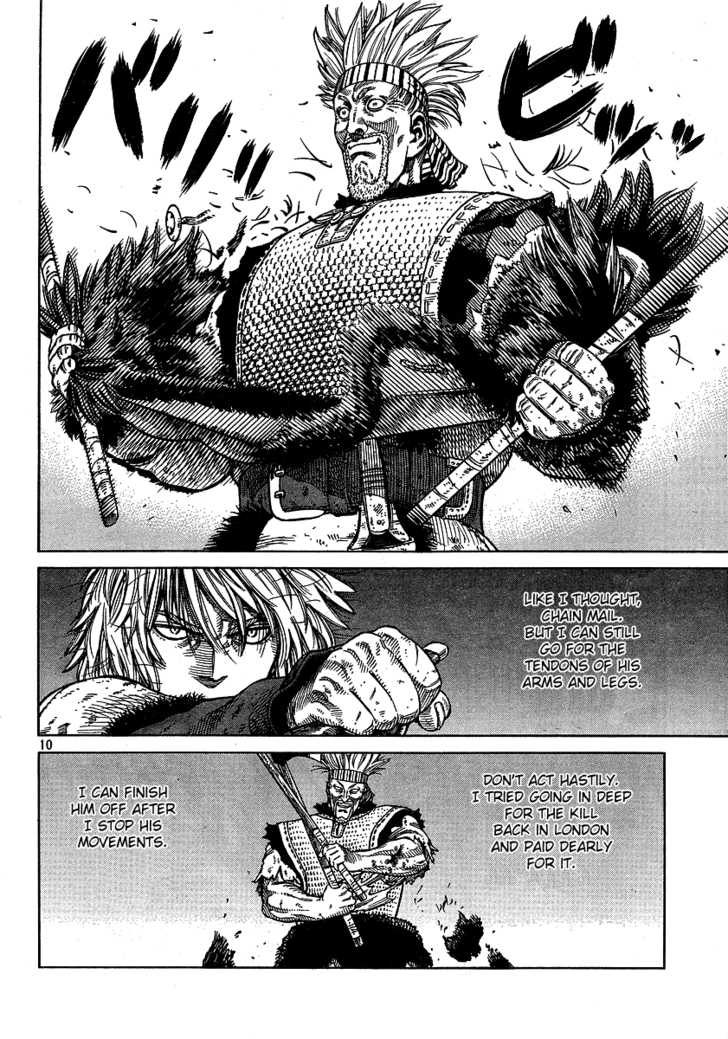 LIKE I THOUGHT,
CHAIN MAIL.
BUT I CAN STILL
GO FOR THE
TENDONS OF HIS
ARMS AND LEGS.
10
DON'T ACT HASTILY.
I TRIED GOING IN DEEP
FOR THE KILL
BACK IN LONDON
AND PAID DEARLY
FOR IT.
I CAN FINISH
HIM OFF AFTER
I STOP HIS
MOVEMENTS.